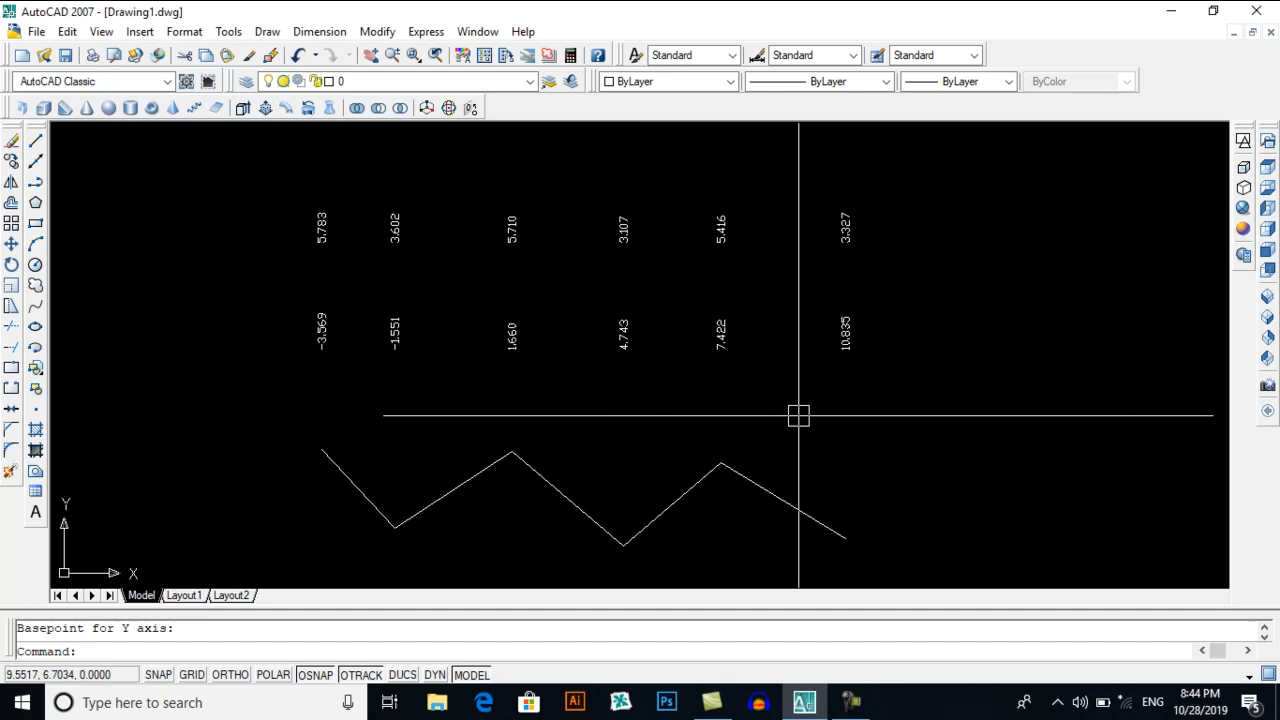 AutoCAD 2007 - [Drawing1.dwg]
File Edit View Insert Format Tools Draw Dimension Modify Express Window Help
Standard Standard Standard
AutoCAD Classic 0 ByLayer ByLayer ByLayer ByColor
5.783 3.602 5.710 3.107 5.416 3.327
-3.569 -1.551 1.660 4.743 7.422 10.835
Y
X
A
Model Layout1 Layout2
Basepoint for Y axis:
Command:
9.5517, 6.7034, 0.0000 SNAP GRID ORTHO POLAR OSNAP OTRACK DUCS DYN MODEL
Type here to search
Ai Ps
ENG
8:44 PM
10/28/2019
5